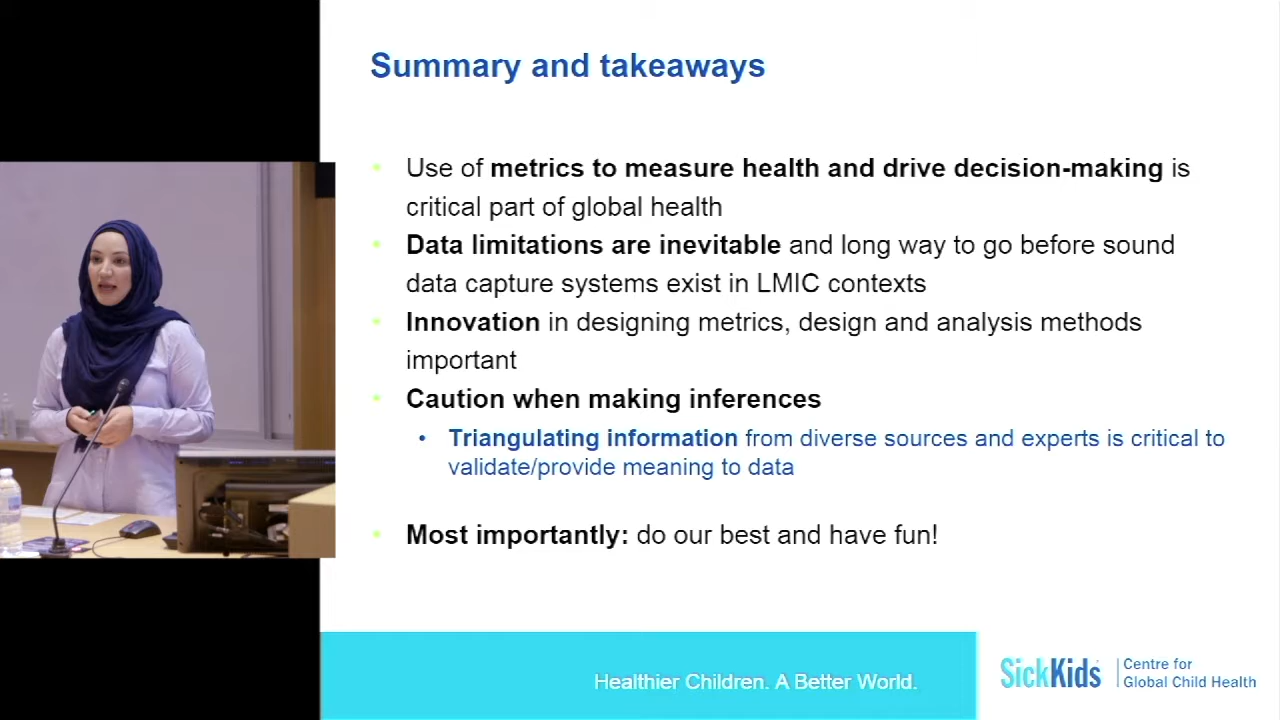 Summary and takeaways
Use of metrics to measure health and drive decision-making is
critical part of global health
Data limitations are inevitable and long way to go before sound
data capture systems exist in LMIC contexts
Innovation in designing metrics, design and analysis methods
important
Caution when making inferences
Triangulating information from diverse sources and experts is critical to
validate/provide meaning to data
Most importantly: do our best and have fun!
Healthier Children. A Better World.
SickKids
Centre for
Global Child Health